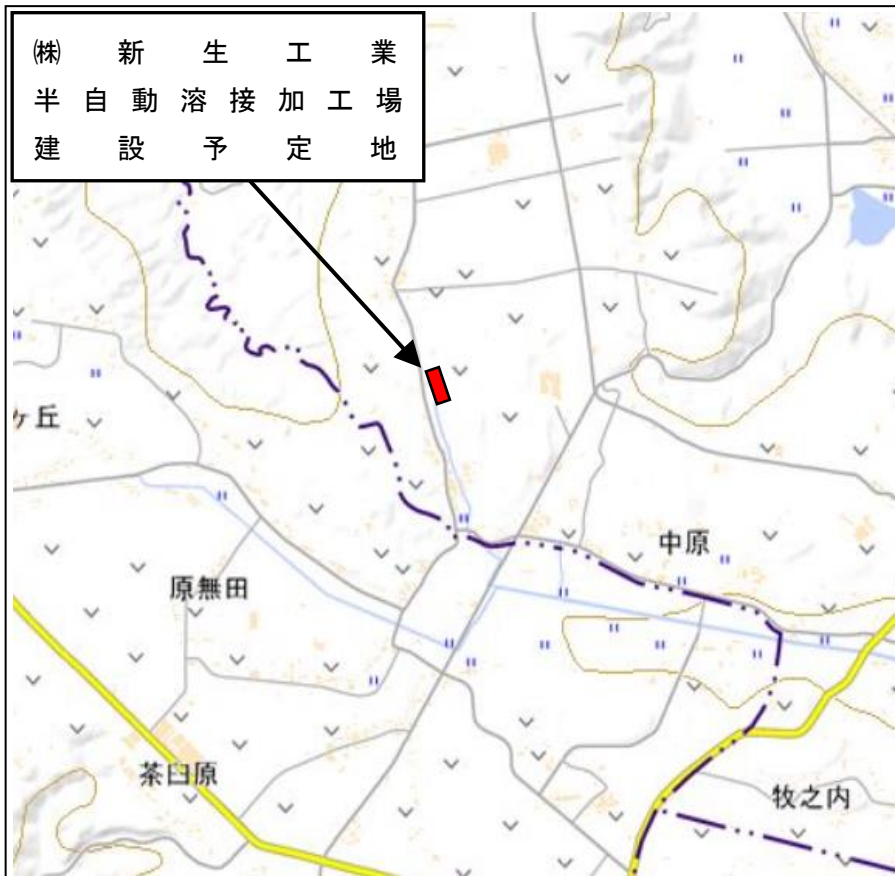 ㈱新生工業
半自動溶接加工場
建設予定地
ヶ丘
中原
原無田
茶臼原
牧之内